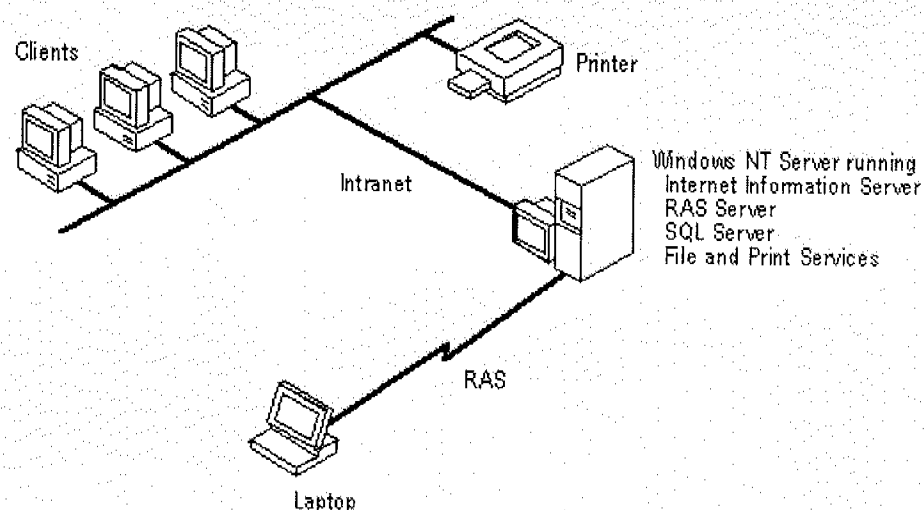 Clients
Printer
Intranet
Windows NT Server running
Internet Information Server
RAS Server
SQL Server
File and Print Services
RAS
Laptop